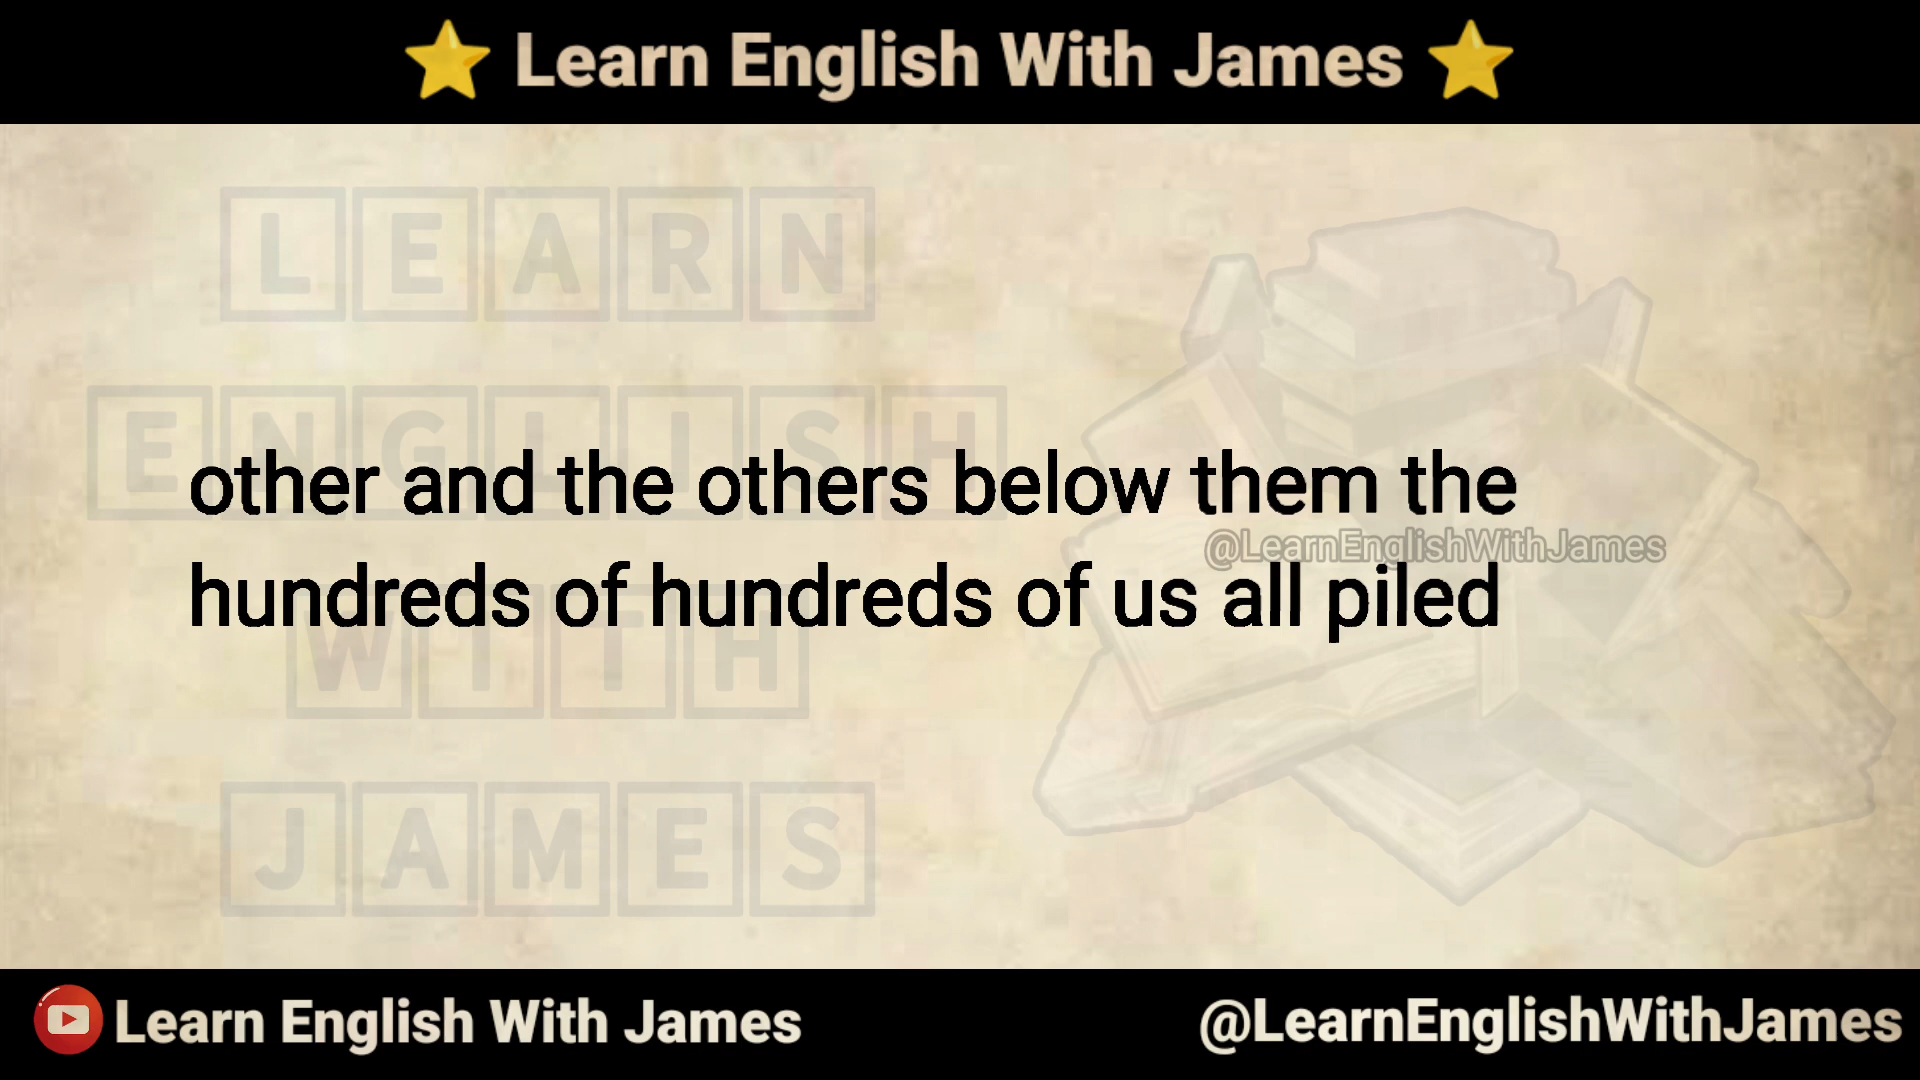 Learn English With James
LEARN
ENGLISH
other and the others below them the
@LearnEnglishWithJames
hundreds of hundreds of us all piled
WITH
JAMES
Learn English With James
@LearnEnglishWithJames